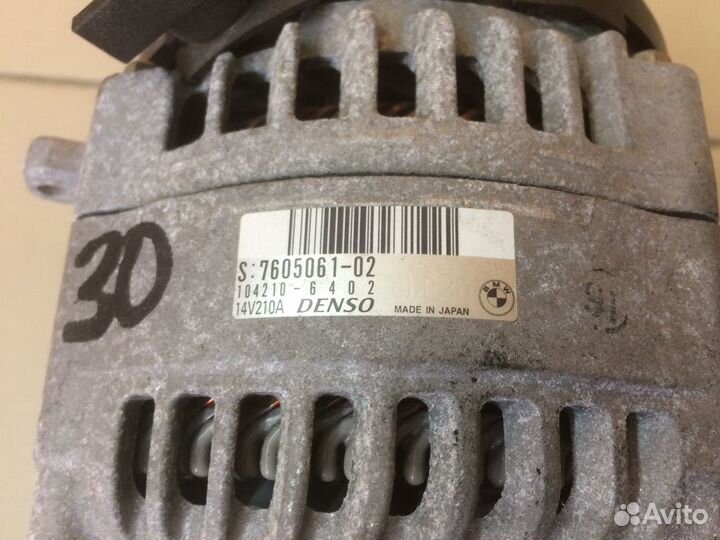 S:7605061-02
104210-6402
14V210A DENSO MADE IN JAPAN
BMW
30
Avito